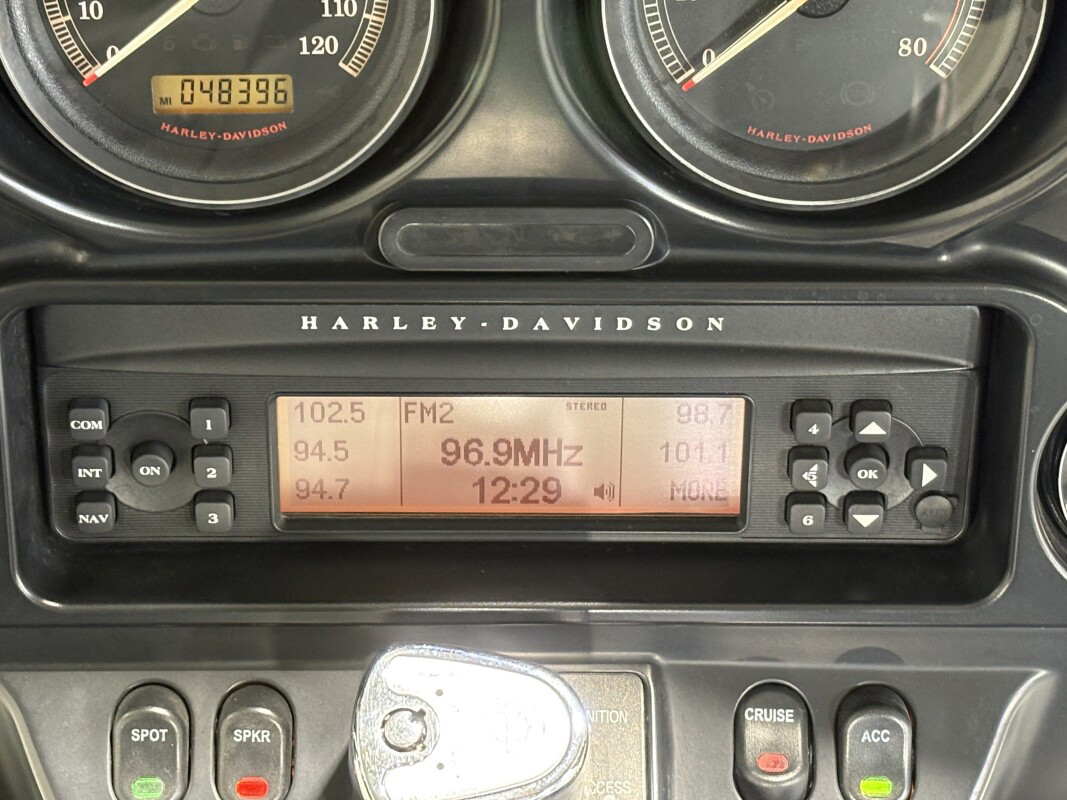 10
0
110
120
MI 048396
HARLEY-DAVIDSON
0
80
HARLEY-DAVIDSON
HARLEY-DAVIDSON
COM
INT
NAV
ON
1
2
3
102.5
94.5
94.7
FM2
STEREO
96.9MHz
12:29
98.7
101.1
MORE
4
5
6
OK
SPOT
SPKR
CRUISE
ACC